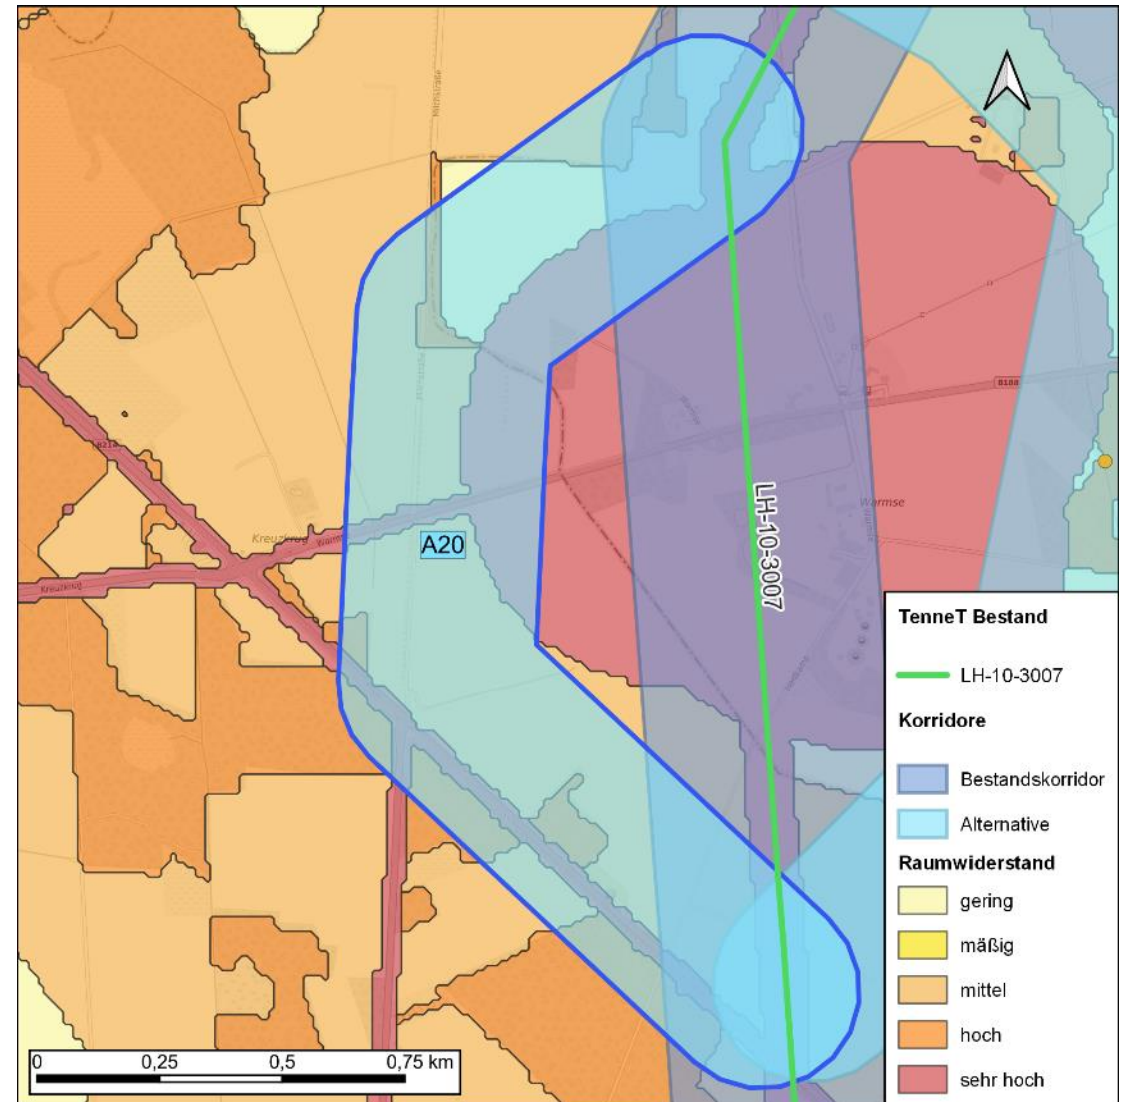 B214
B188
Warmse
Kreuzkrug
Kreuzkrug
A20
LH-10-3007
TenneT Bestand
LH-10-3007
Korridore
Bestandskorridor
Alternative
Raumwiderstand
gering
mäßig
mittel
hoch
sehr hoch
0 0,25 0,5 0,75 km